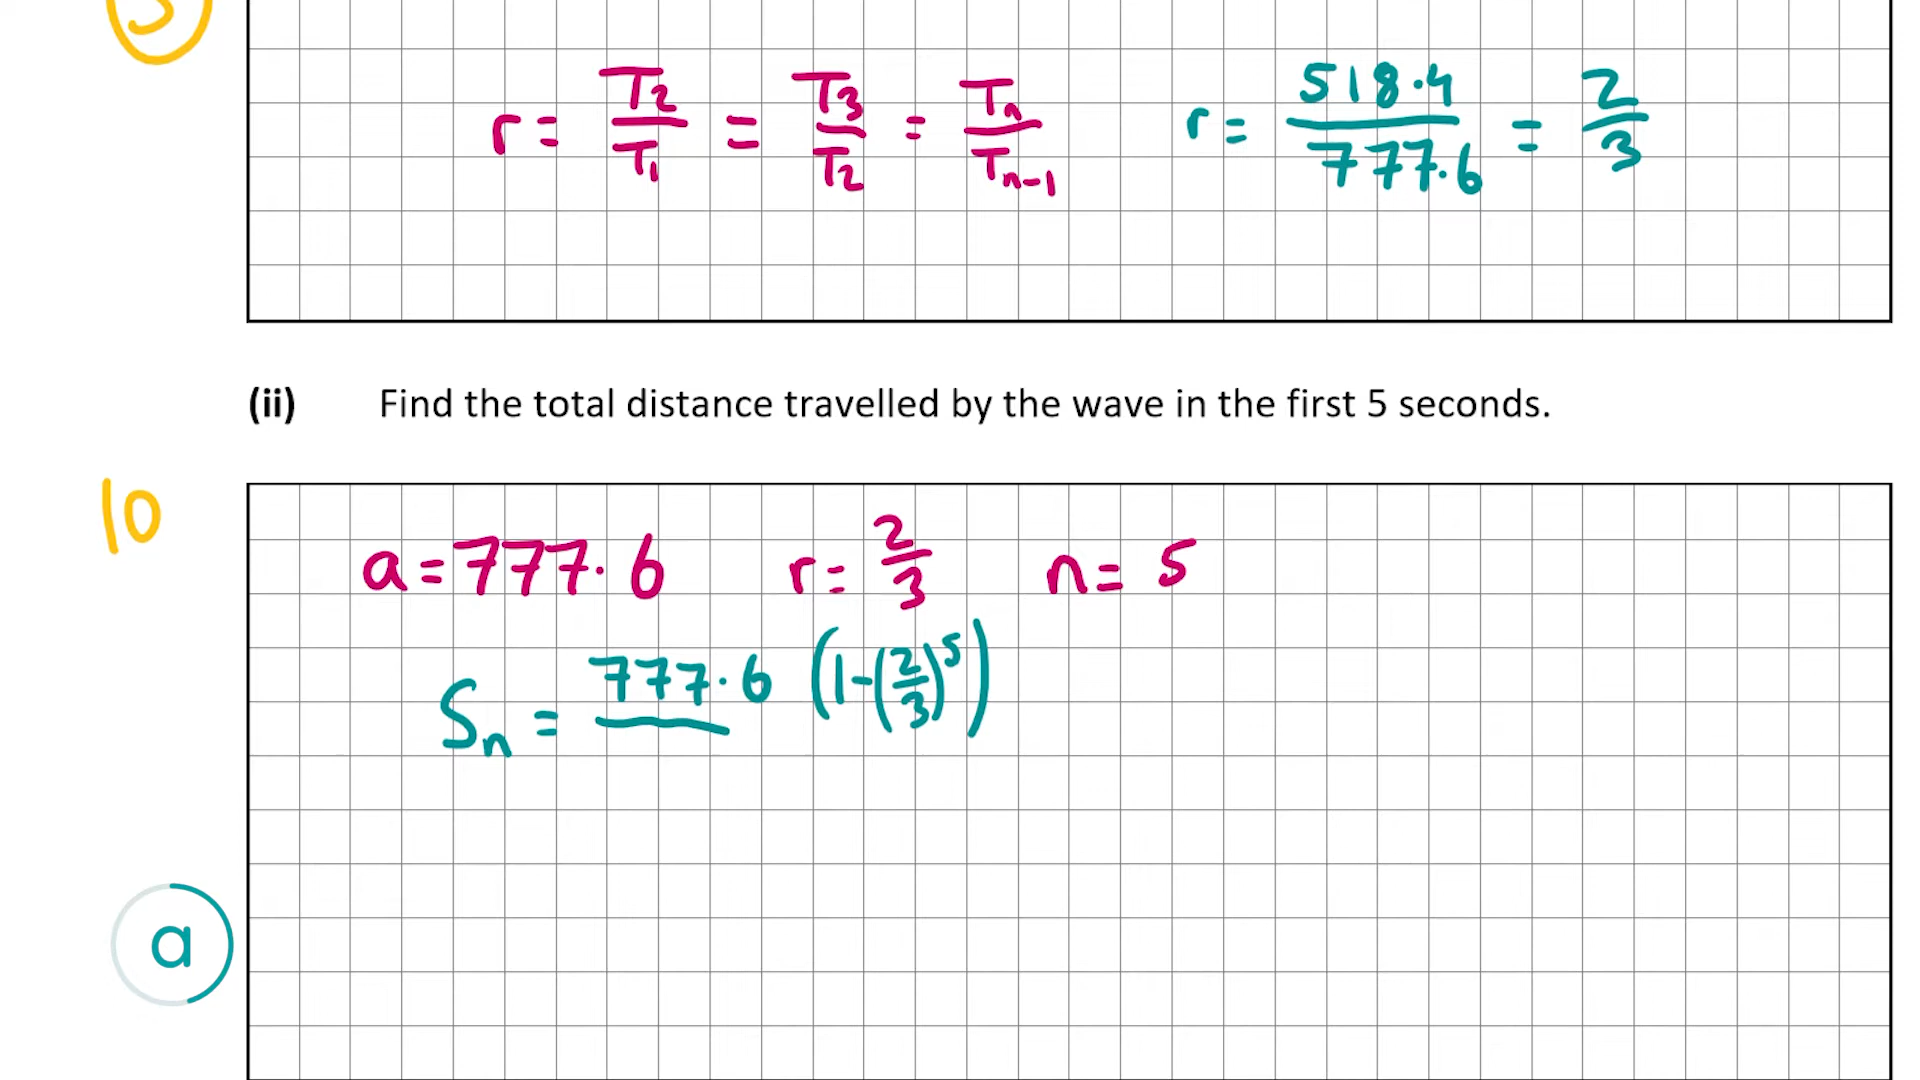 5
r = T2/T1 = T3/T2 = Tn/Tn-1 r = 518.4/777.6 = 2/3
(ii) Find the total distance travelled by the wave in the first 5 seconds.
10
a = 777.6 r = 2/3 n = 5
Sn = 777.6 (1-(2/3)^5)
a